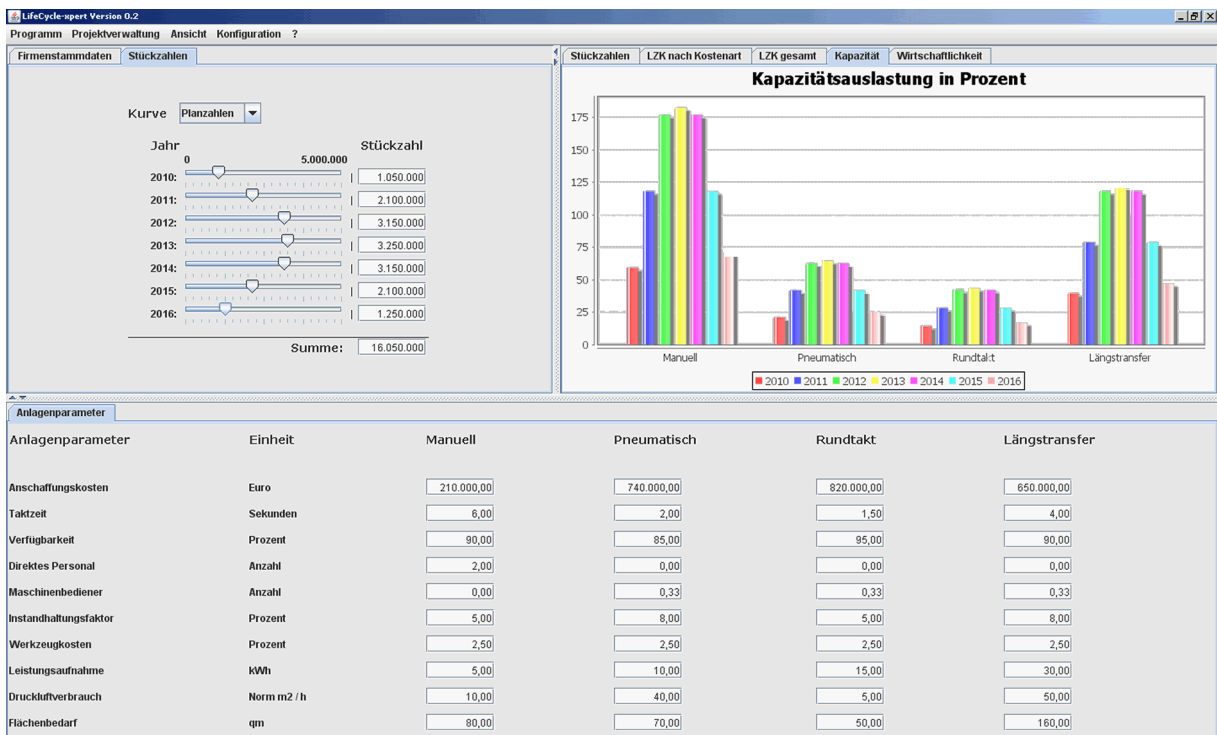 LifeCycle-xpert Version 0.2
Programm Projektverwaltung Ansicht Konfiguration ?
Firmenstammdaten Stückzahlen
Kurve Planzahlen
Jahr Stückzahl
0 5.000.000
2010: 1.050.000
2011: 2.100.000
2012: 3.150.000
2013: 3.250.000
2014: 3.150.000
2015: 2.100.000
2016: 1.250.000
Summe: 16.050.000
Stückzahlen LZK nach Kostenart LZK gesamt Kapazität Wirtschaftlichkeit
Kapazitätsauslastung in Prozent
175
150
125
100
75
50
25
0
Manuell Pneumatisch Rundtakt Längstransfer
2010 2011 2012 2013 2014 2015 2016
Anlagenparameter
Anlagenparameter Einheit Manuell Pneumatisch Rundtakt Längstransfer
Anschaffungskosten Euro 210.000,00 740.000,00 820.000,00 650.000,00
Taktzeit Sekunden 6,00 2,00 1,50 4,00
Verfügbarkeit Prozent 90,00 85,00 95,00 90,00
Direktes Personal Anzahl 2,00 0,00 0,00 0,00
Maschinenbediener Anzahl 0,00 0,33 0,33 0,33
Instandhaltungsfaktor Prozent 5,00 8,00 5,00 8,00
Werkzeugkosten Prozent 2,50 2,50 2,50 2,50
Leistungsaufnahme kWh 5,00 10,00 15,00 30,00
Druckluftverbrauch Norm m2 / h 10,00 40,00 5,00 50,00
Flächenbedarf qm 80,00 70,00 50,00 160,00